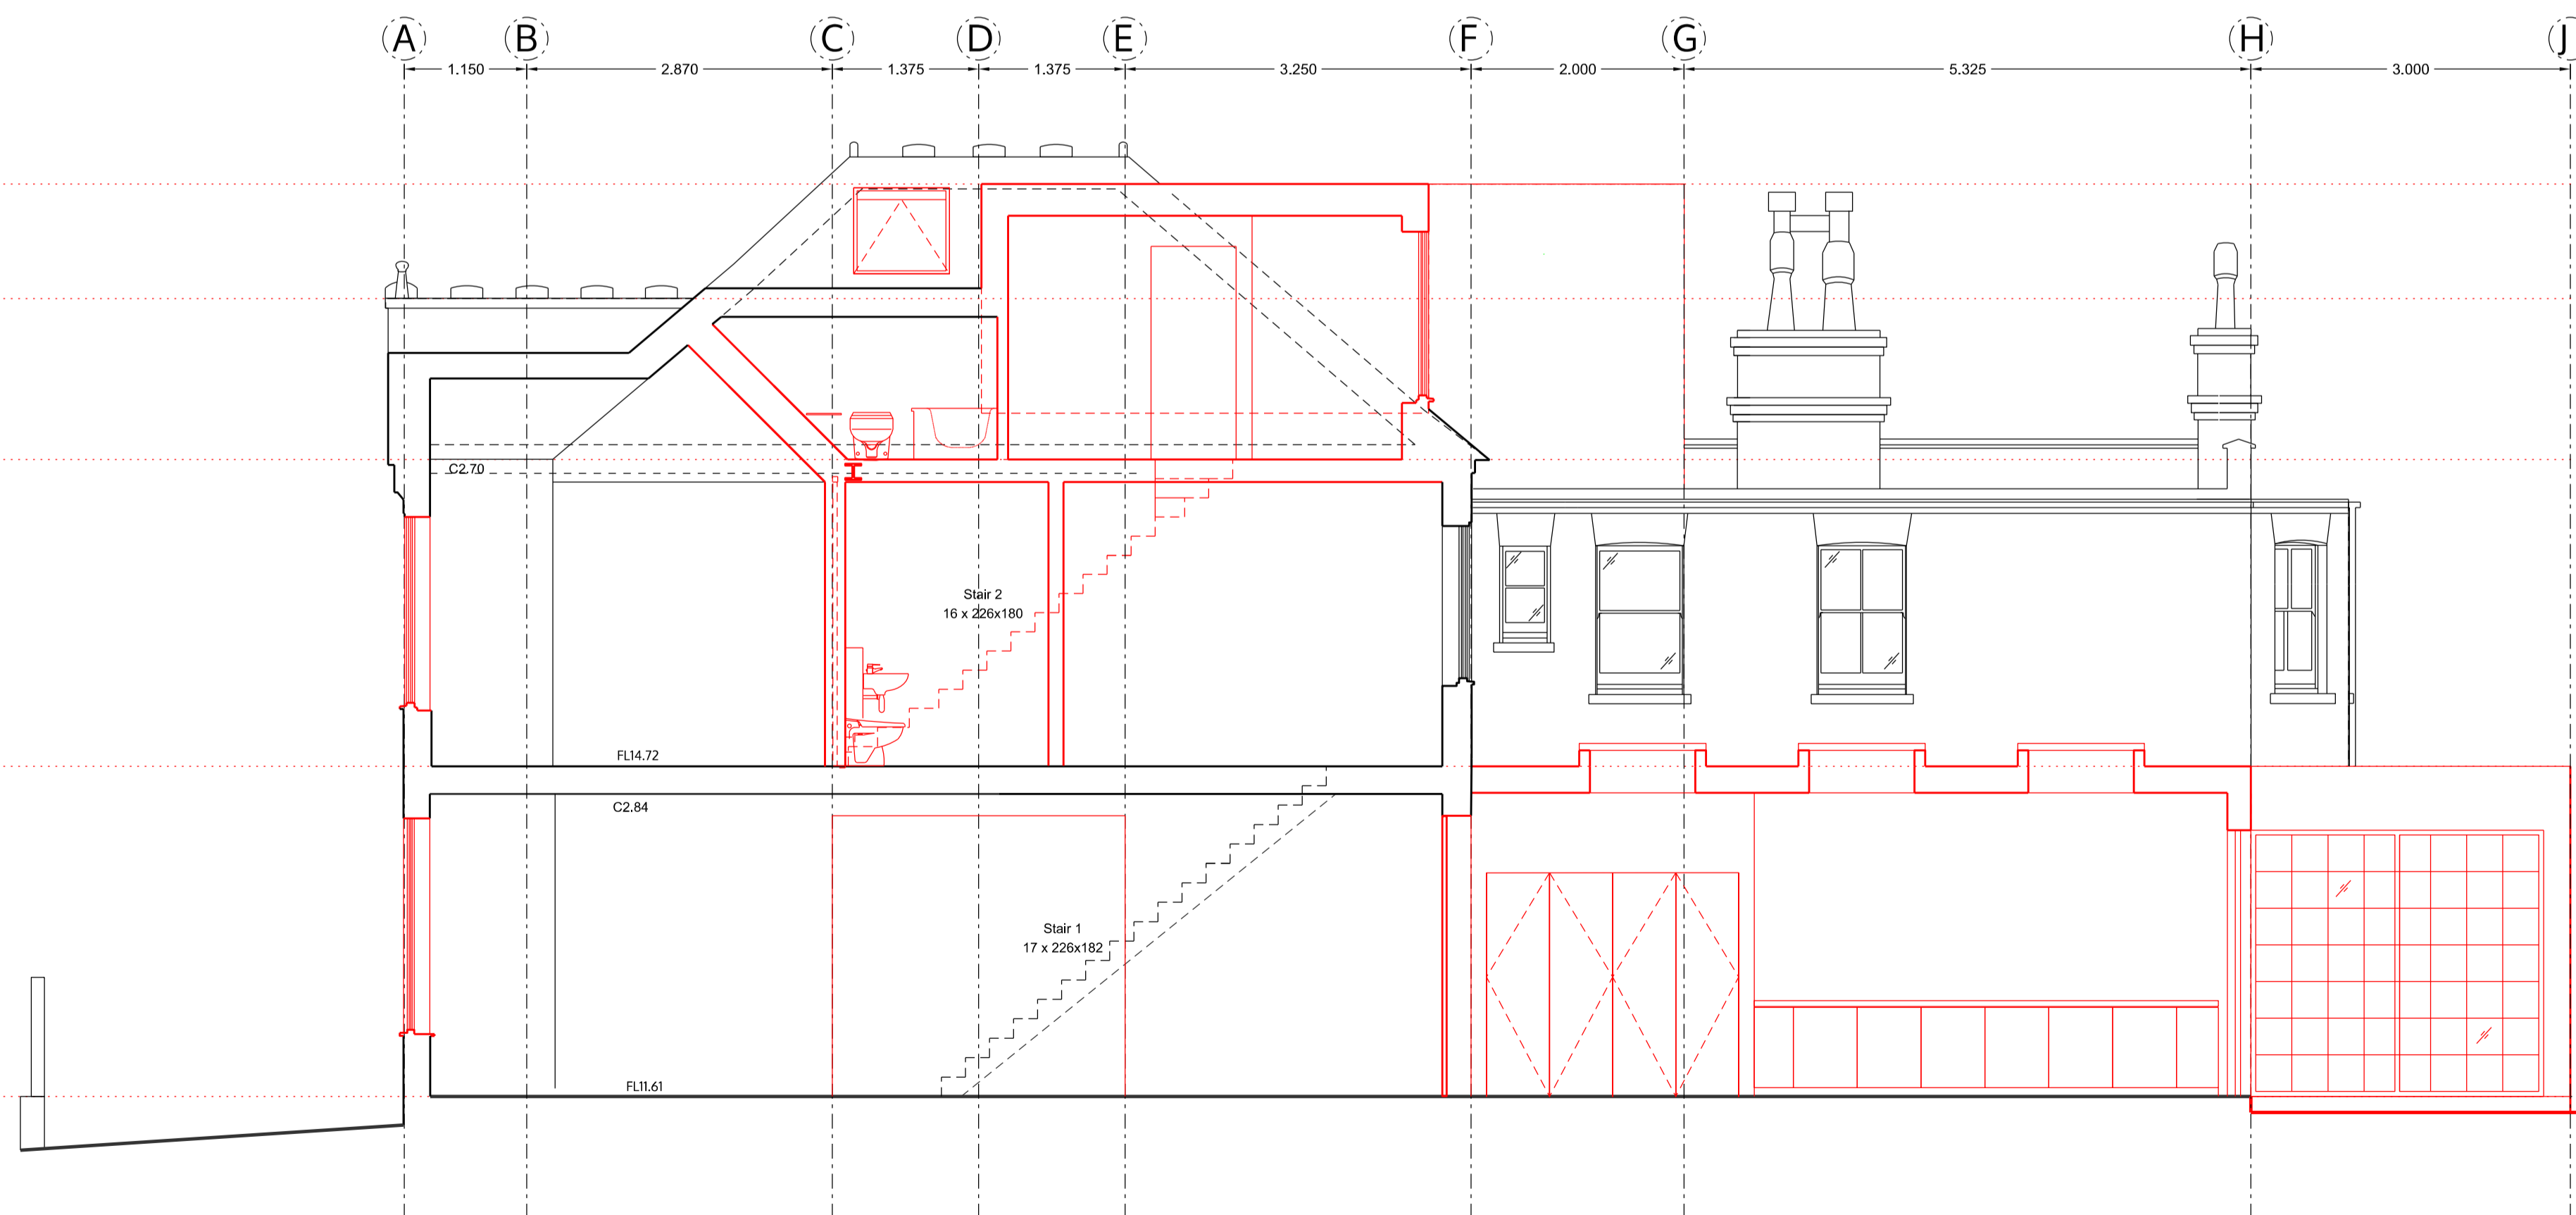 A B C D E F G H J
1.150 2.870 1.375 1.375 3.250 2.000 5.325 3.000
C2.70
Stair 2
16 x 226x180
FL14.72
C2.84
Stair 1
17 x 226x182
FL11.61